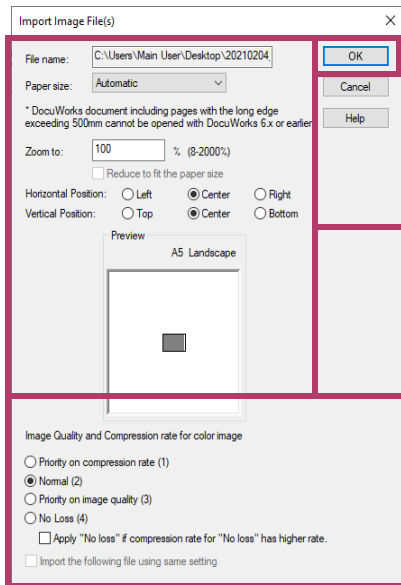 Import Image File(s)
File name: C:\Users\Main User\Desktop\20210204, OK
Paper size: Automatic Cancel
* DocuWorks document including pages with the long edge
exceeding 500mm cannot be opened with DocuWorks 6.x or earlier
Help
Zoom to: 100 % (8-2000%)
Reduce to fit the paper size
Horizontal Position: Left Center Right
Vertical Position: Top Center Bottom
Preview
A5 Landscape
Image Quality and Compression rate for color image
Priority on compression rate (1)
Normal (2)
Priority on image quality (3)
No Loss (4)
Apply "No loss" if compression rate for "No loss" has higher rate.
Import the following file using same setting